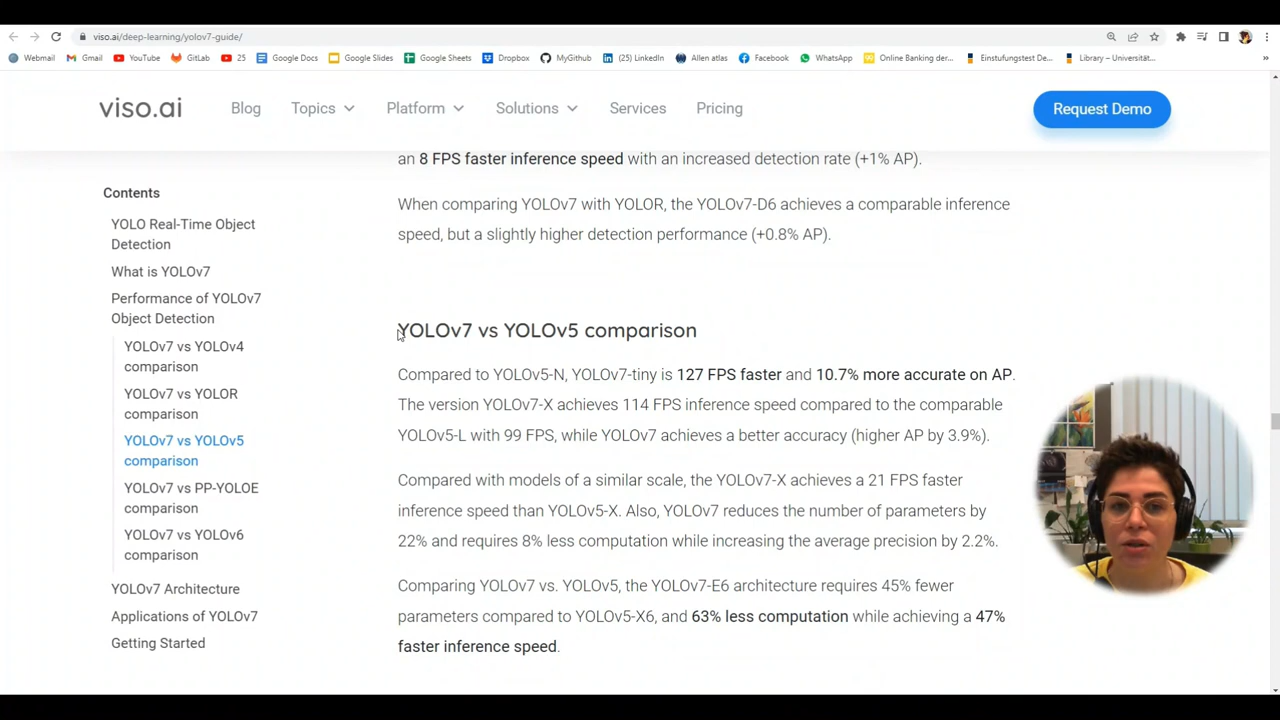 viso.ai/deep-learning/yolov7-guide/
Webmail
Gmail
YouTube
GitLab
25
Google Docs
Google Slides
Google Sheets
Dropbox
MyGithub
(25) LinkedIn
Allen atlas
Facebook
WhatsApp
Online Banking der...
Einstufungstest De...
Library – Universität...
»
viso.ai
Blog
Topics
Platform
Solutions
Services
Pricing
Request Demo
Contents
YOLO Real-Time Object
Detection
What is YOLOv7
Performance of YOLOv7
Object Detection
YOLOv7 vs YOLOv4
comparison
YOLOv7 vs YOLOR
comparison
YOLOv7 vs YOLOv5
comparison
YOLOv7 vs PP-YOLOE
comparison
YOLOv7 vs YOLOv6
comparison
YOLOv7 Architecture
Applications of YOLOv7
Getting Started
an 8 FPS faster inference speed with an increased detection rate (+1% AP).
When comparing YOLOv7 with YOLOR, the YOLOv7-D6 achieves a comparable inference
speed, but a slightly higher detection performance (+0.8% AP).
YOLOv7 vs YOLOv5 comparison
Compared to YOLOv5-N, YOLOv7-tiny is 127 FPS faster and 10.7% more accurate on AP.
The version YOLOv7-X achieves 114 FPS inference speed compared to the comparable
YOLOv5-L with 99 FPS, while YOLOv7 achieves a better accuracy (higher AP by 3.9%).
Compared with models of a similar scale, the YOLOv7-X achieves a 21 FPS faster
inference speed than YOLOv5-X. Also, YOLOv7 reduces the number of parameters by
22% and requires 8% less computation while increasing the average precision by 2.2%.
Comparing YOLOv7 vs. YOLOv5, the YOLOv7-E6 architecture requires 45% fewer
parameters compared to YOLOv5-X6, and 63% less computation while achieving a 47%
faster inference speed.